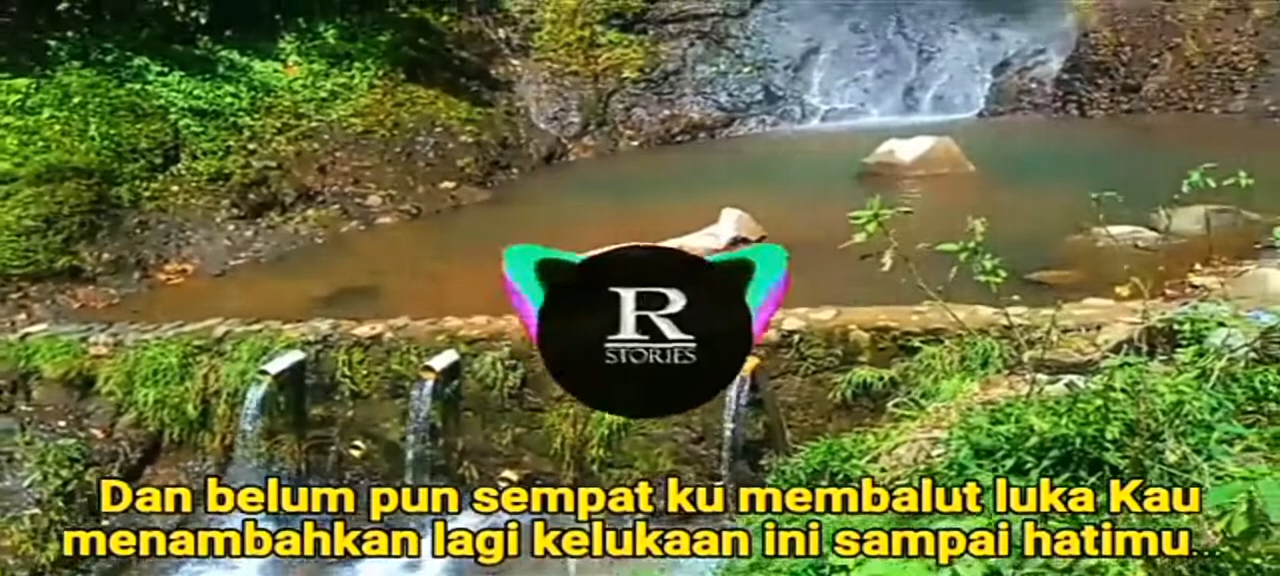 R
STORIES
Dan belum pun sempat ku membalut luka Kau
menambahkan lagi kelukaan ini sampai hatimu...